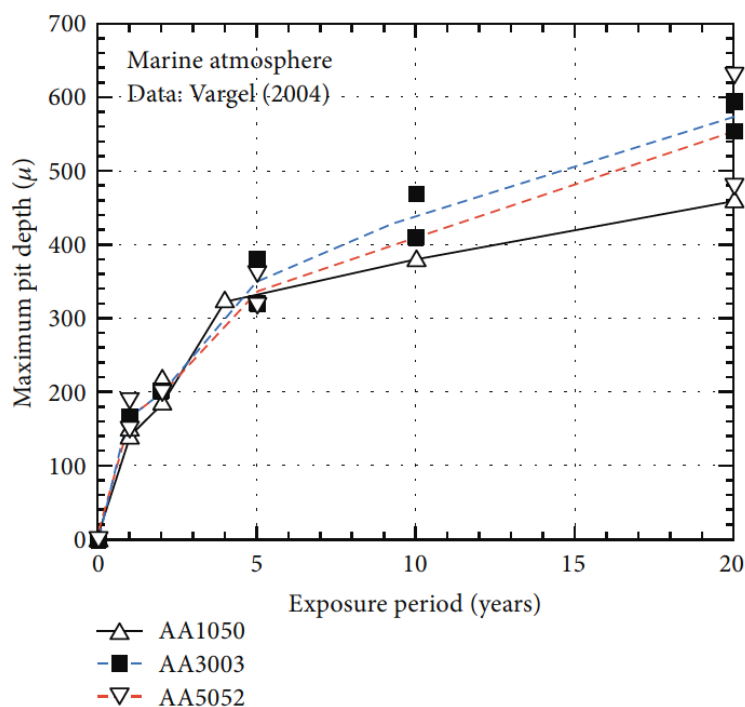 700
600
500
400
300
200
100
0
Maximum pit depth (μ)
Marine atmosphere
Data: Vargel (2004)
0 5 10 15 20
Exposure period (years)
AA1050
AA3003
AA5052